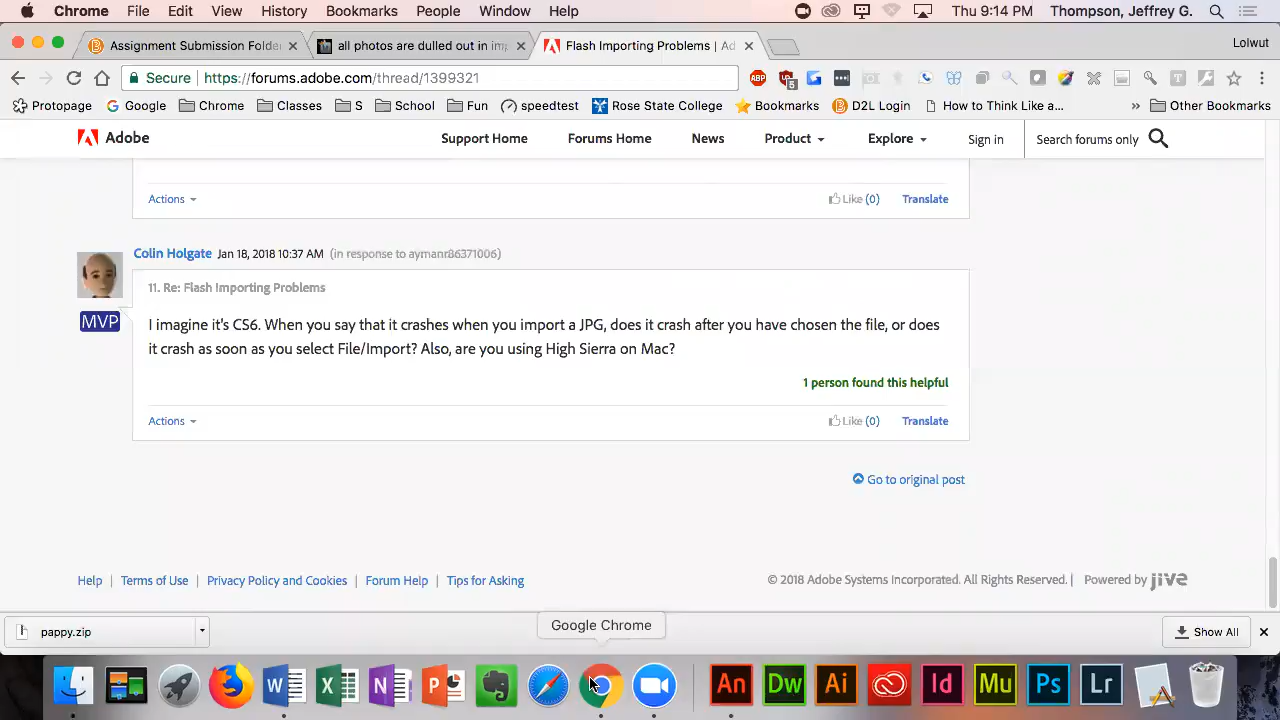 Chrome File Edit View History Bookmarks People Window Help Thu 9:14 PM Thompson, Jeffrey G.
Assignment Submission Folde all photos are dulled out in im Flash Importing Problems | Ad Loiwut
Secure https://forums.adobe.com/thread/1399321
Protopage Google Chrome Classes S School Fun speedtest Rose State College Bookmarks D2L Login How to Think Like a... » Other Bookmarks
Adobe Support Home Forums Home News Product Explore Sign in Search forums only
Actions Like (0) Translate
Colin Holgate Jan 18, 2018 10:37 AM (in response to aymanr86371006)
11. Re: Flash Importing Problems
MVP
I imagine it's CS6. When you say that it crashes when you import a JPG, does it crash after you have chosen the file, or does
it crash as soon as you select File/Import? Also, are you using High Sierra on Mac?
1 person found this helpful
Actions Like (0) Translate
Go to original post
Help | Terms of Use | Privacy Policy and Cookies | Forum Help | Tips for Asking © 2018 Adobe Systems Incorporated. All Rights Reserved. | Powered by jive
Google Chrome
pappy.zip Show All
W X N P An Dw Ai Id Mu Ps Lr